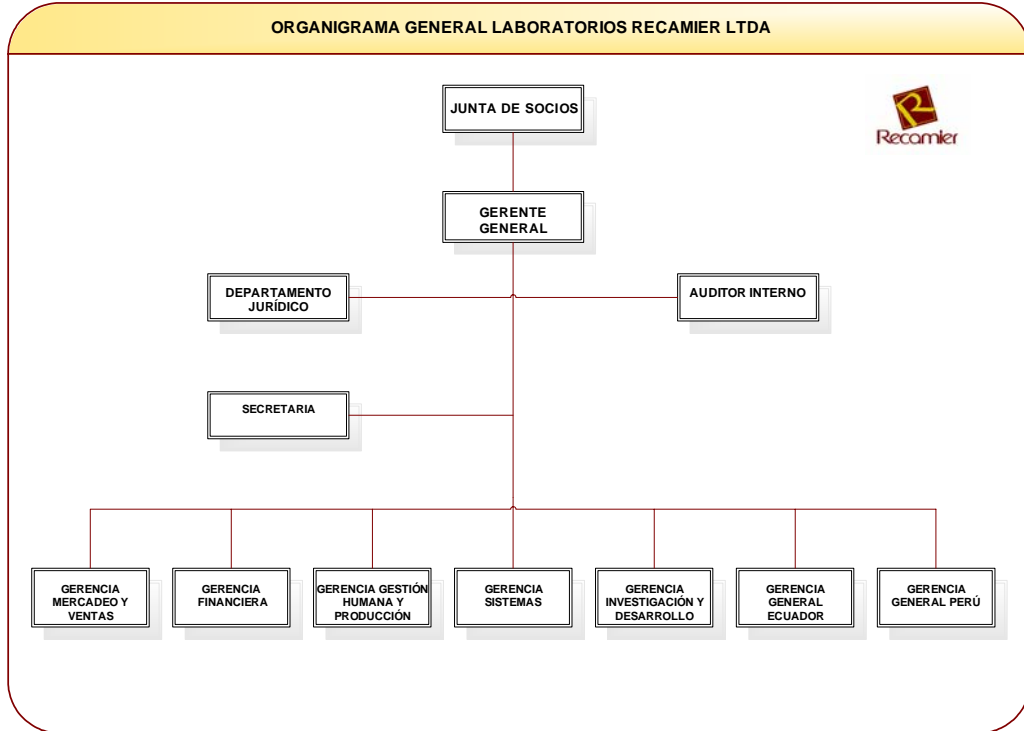 ORGANIGRAMA GENERAL LABORATORIOS RECAMIER LTDA
JUNTA DE SOCIOS
R
Recamier
GERENTE
GENERAL
DEPARTAMENTO
JURÍDICO
AUDITOR INTERNO
SECRETARIA
GERENCIA
MERCADEO Y
VENTAS
GERENCIA
FINANCIERA
GERENCIA GESTIÓN
HUMANA Y
PRODUCCIÓN
GERENCIA
SISTEMAS
GERENCIA
INVESTIGACIÓN Y
DESARROLLO
GERENCIA
GENERAL
ECUADOR
GERENCIA
GENERAL PERÚ